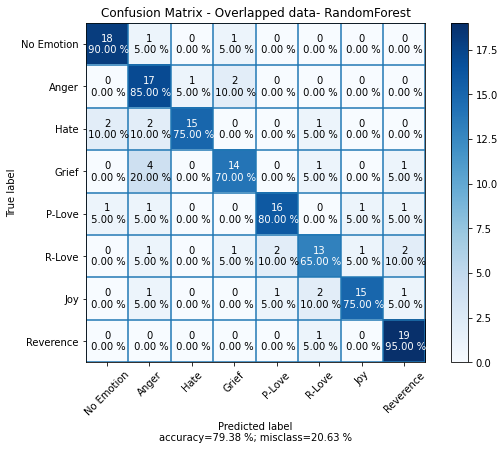 Confusion Matrix - Overlapped data- RandomForest
No Emotion 18 1 0 1 0 0 0 0
90.00 % 5.00 % 0.00 % 5.00 % 0.00 % 0.00 % 0.00 % 0.00 %
Anger 0 17 1 2 0 0 0 0
0.00 % 85.00 % 5.00 % 10.00 % 0.00 % 0.00 % 0.00 % 0.00 %
Hate 2 2 15 0 0 1 0 0
10.00 % 10.00 % 75.00 % 0.00 % 0.00 % 5.00 % 0.00 % 0.00 %
Grief 0 4 0 14 0 1 0 1
0.00 % 20.00 % 0.00 % 70.00 % 0.00 % 5.00 % 0.00 % 5.00 %
P-Love 1 1 0 0 16 0 1 1
5.00 % 5.00 % 0.00 % 0.00 % 80.00 % 0.00 % 5.00 % 5.00 %
R-Love 0 1 0 1 2 13 1 2
0.00 % 5.00 % 0.00 % 5.00 % 10.00 % 65.00 % 5.00 % 10.00 %
Joy 0 1 0 0 1 2 15 1
0.00 % 5.00 % 0.00 % 0.00 % 5.00 % 10.00 % 75.00 % 5.00 %
Reverence 0 0 0 0 0 1 0 19
0.00 % 0.00 % 0.00 % 0.00 % 0.00 % 5.00 % 0.00 % 95.00 %
True label
No Emotion Anger Hate Grief P-Love R-Love Joy Reverence
Predicted label
accuracy=79.38 %; misclass=20.63 %
17.5
15.0
12.5
10.0
7.5
5.0
2.5
0.0